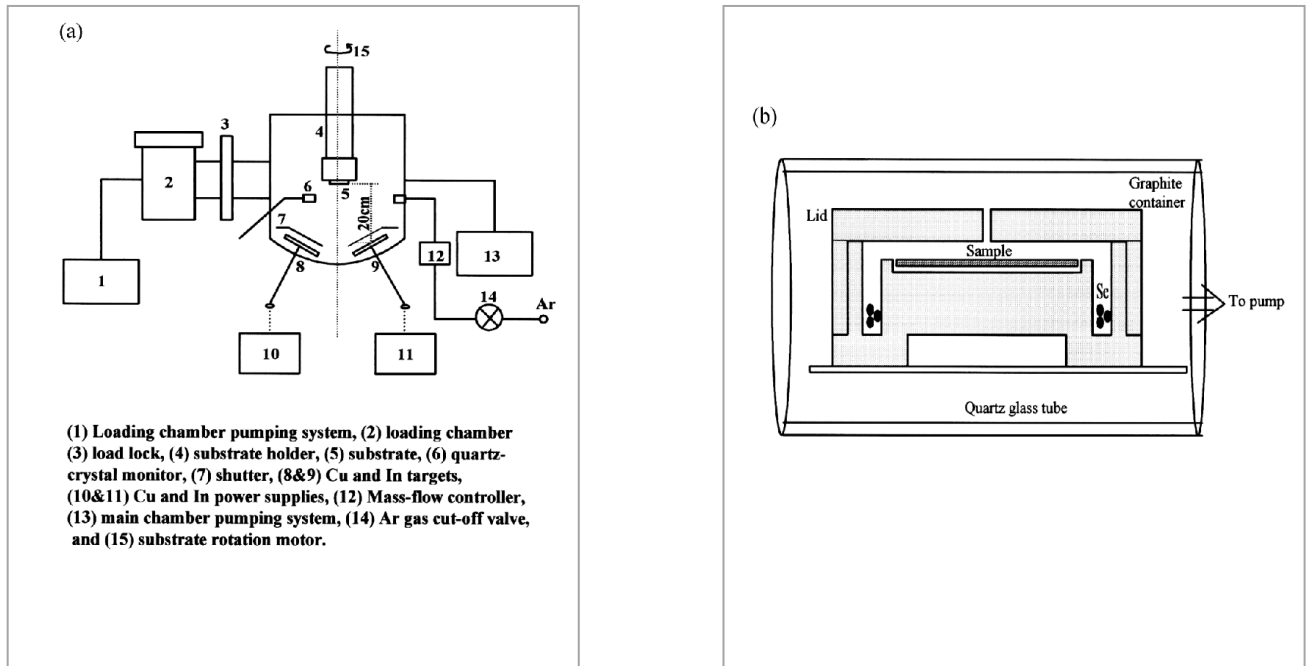 (a)
15
3
4
2
6
5
7
20cm
8
9
12
13
1
14
Ar
10
11
(1) Loading chamber pumping system, (2) loading chamber
(3) load lock, (4) substrate holder, (5) substrate, (6) quartz-
crystal monitor, (7) shutter, (8&9) Cu and In targets,
(10&11) Cu and In power supplies, (12) Mass-flow controller,
(13) main chamber pumping system, (14) Ar gas cut-off valve,
and (15) substrate rotation motor.
(b)
Graphite
container
Lid
Sample
Se
To pump
Quartz glass tube